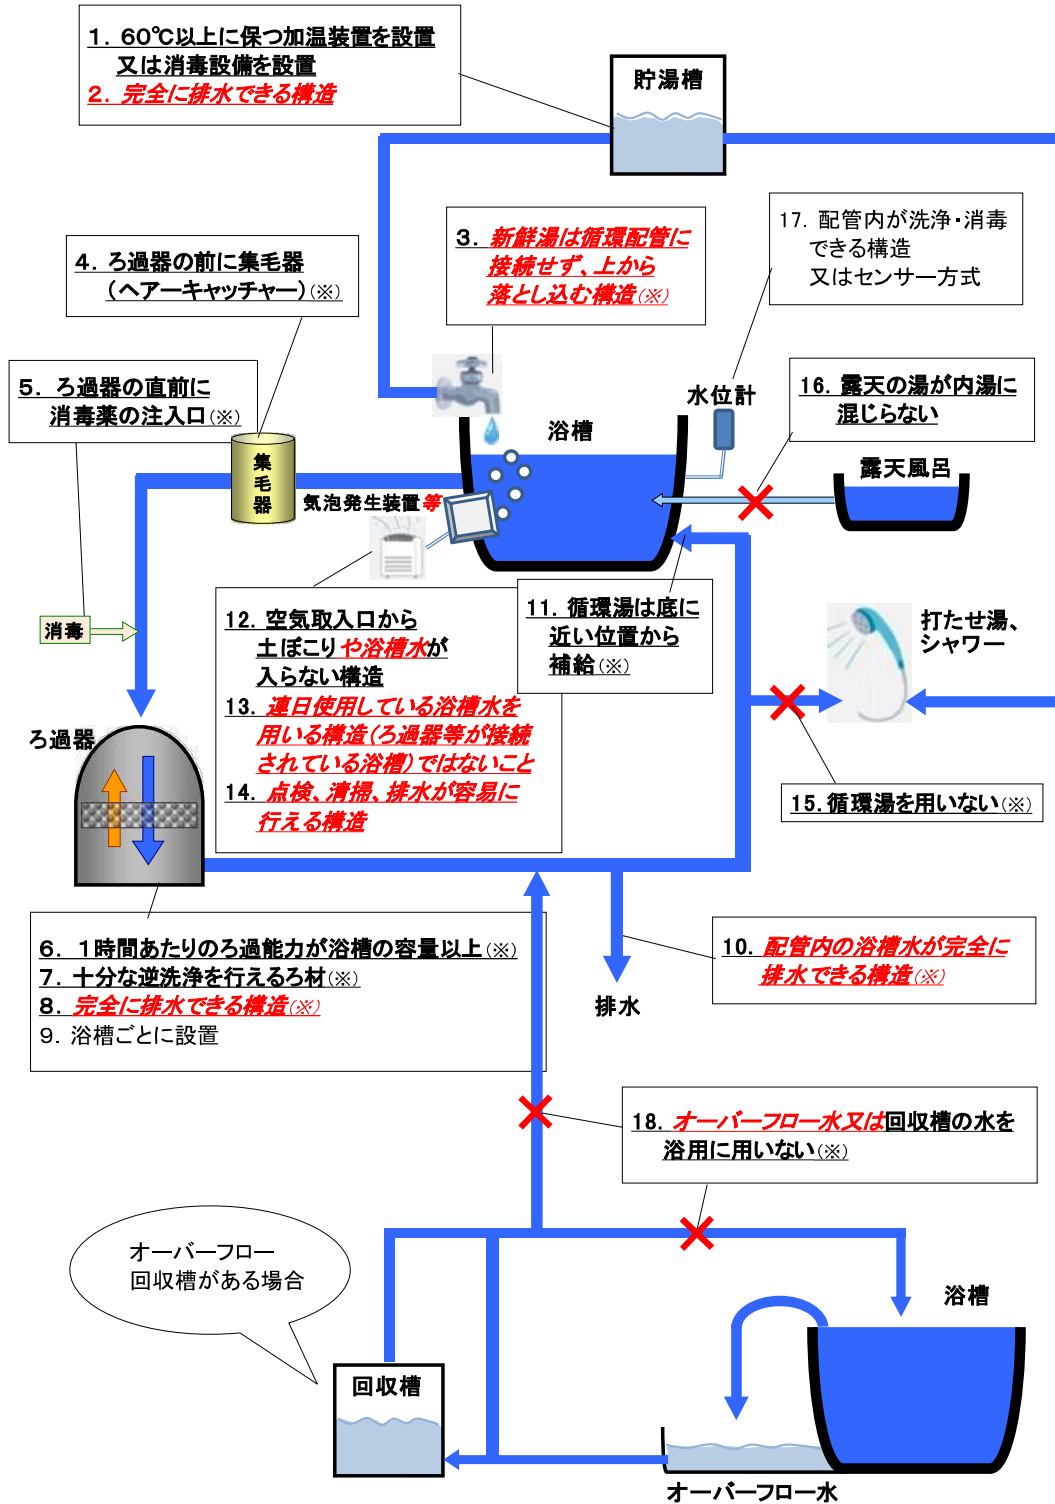 1. 60℃以上に保つ加温装置を設置
又は消毒設備を設置
2. 完全に排水できる構造
貯湯槽
3. 新鮮湯は循環配管に
接続せず、上から
落とし込む構造(※)
17. 配管内が洗浄・消毒
できる構造
又はセンサー方式
4. ろ過器の前に集毛器
(ヘアーキャッチャー)(※)
5. ろ過器の直前に
消毒薬の注入口(※)
水位計
16. 露天の湯が内湯に
混じらない
浴槽
露天風呂
集毛器
気泡発生装置等
12. 空気取入口から
土ぼこりや浴槽水が
入らない構造
13. 連日使用している浴槽水を
用いる構造(ろ過器等が接続
されている浴槽)ではないこと
14. 点検、清掃、排水が容易に
行える構造
11. 循環湯は底に
近い位置から
補給(※)
消毒
打たせ湯、
シャワー
ろ過器
15. 循環湯を用いない(※)
6. 1時間あたりのろ過能力が浴槽の容量以上(※)
7. 十分な逆洗浄を行えるろ材(※)
8. 完全に排水できる構造(※)
9. 浴槽ごとに設置
10. 配管内の浴槽水が完全に
排水できる構造(※)
排水
18. オーバーフロー水又は回収槽の水を
浴用に用いない(※)
オーバーフロー
回収槽がある場合
浴槽
回収槽
オーバーフロー水